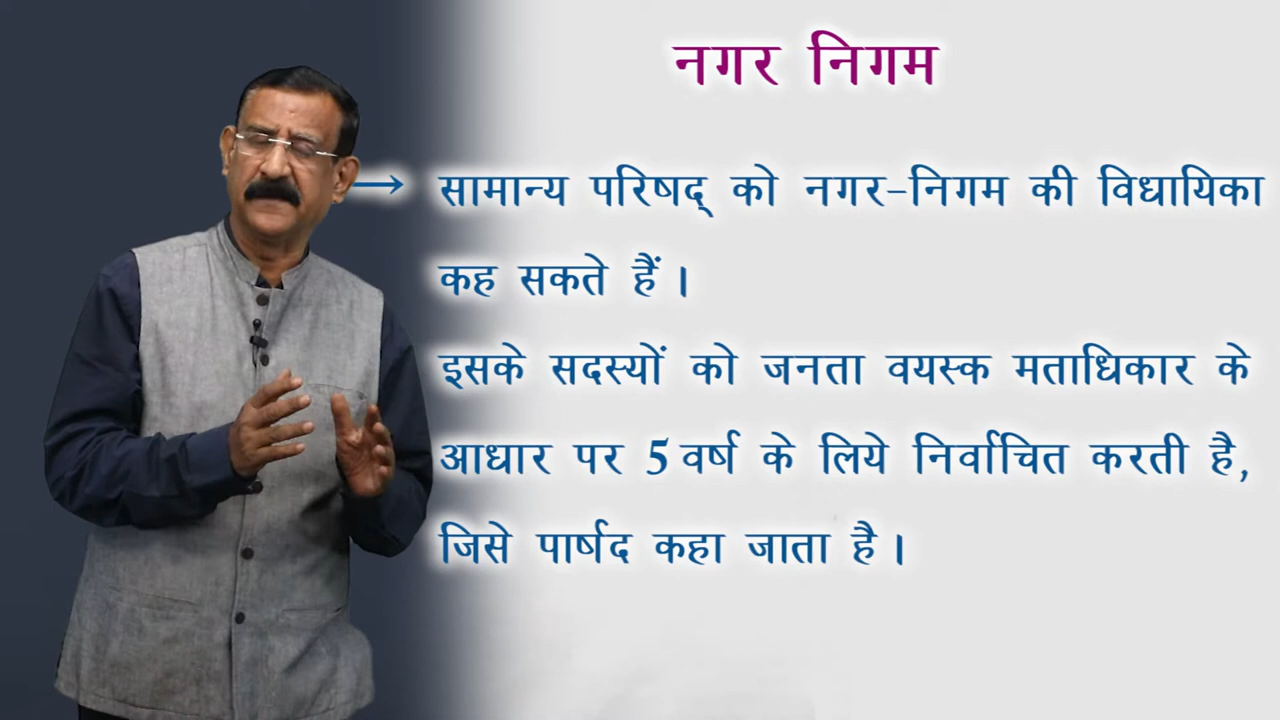 नगर निगम
→ सामान्य परिषद् को नगर-निगम की विधायिका
कह सकते हैं।
इसके सदस्यों को जनता वयस्क मताधिकार के
आधार पर 5 वर्ष के लिये निर्वाचित करती है,
जिसे पार्षद कहा जाता है।